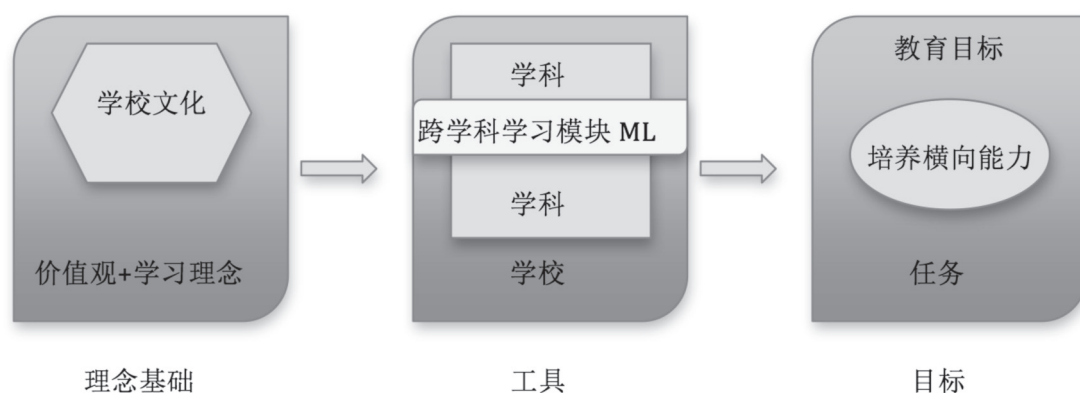 学校文化
价值观+学习理念
理念基础
学科
跨学科学习模块 ML
学科
学校
工具
教育目标
培养横向能力
任务
目标